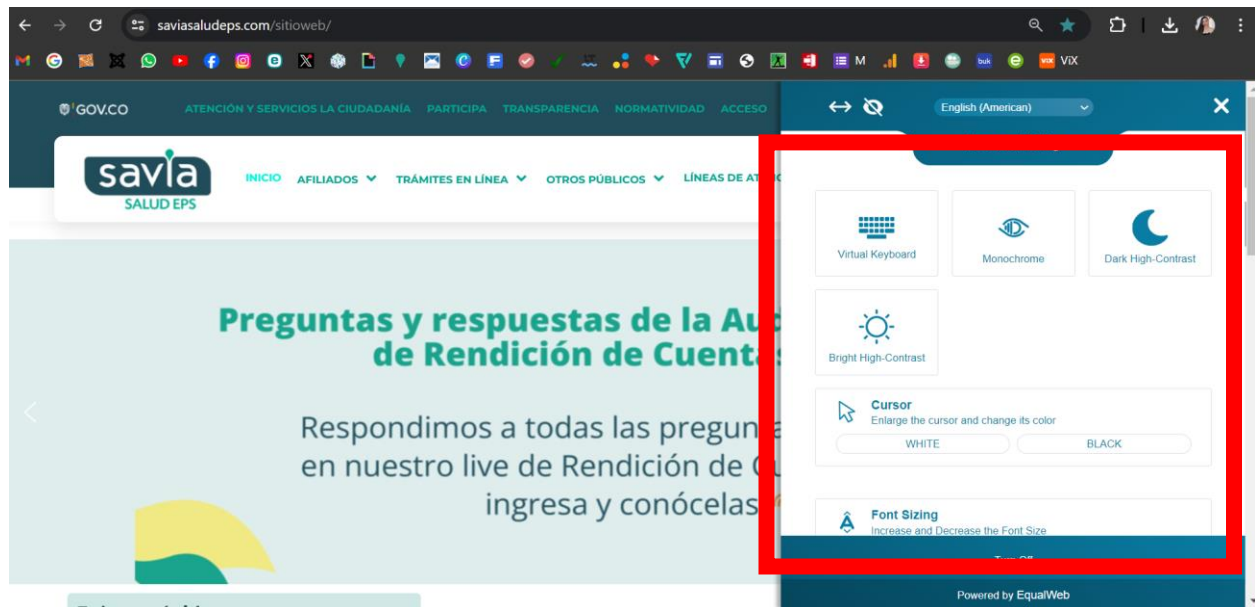 saviasaludeps.com/sitioweb/
M
buk
VIX
ViX
GOV.CO
ATENCIÓN Y SERVICIOS LA CIUDADANÍA PARTICIPA TRANSPARENCIA NORMATIVIDAD ACCESO
English (American)
savia
SALUD EPS
INICIO AFILIADOS TRÁMITES EN LÍNEA OTROS PÚBLICOS LÍNEAS DE
Virtual Keyboard
Monochrome
Dark High-Contrast
Bright High-Contrast
Preguntas y respuestas de la
de Rendición de
Respondimos a todas las
en nuestro live de Rendición de
ingresa y conócelas
Cursor
Enlarge the cursor and change its color
WHITE
BLACK
Font Sizing
Increase and Decrease the Font Size
Powered by EqualWeb